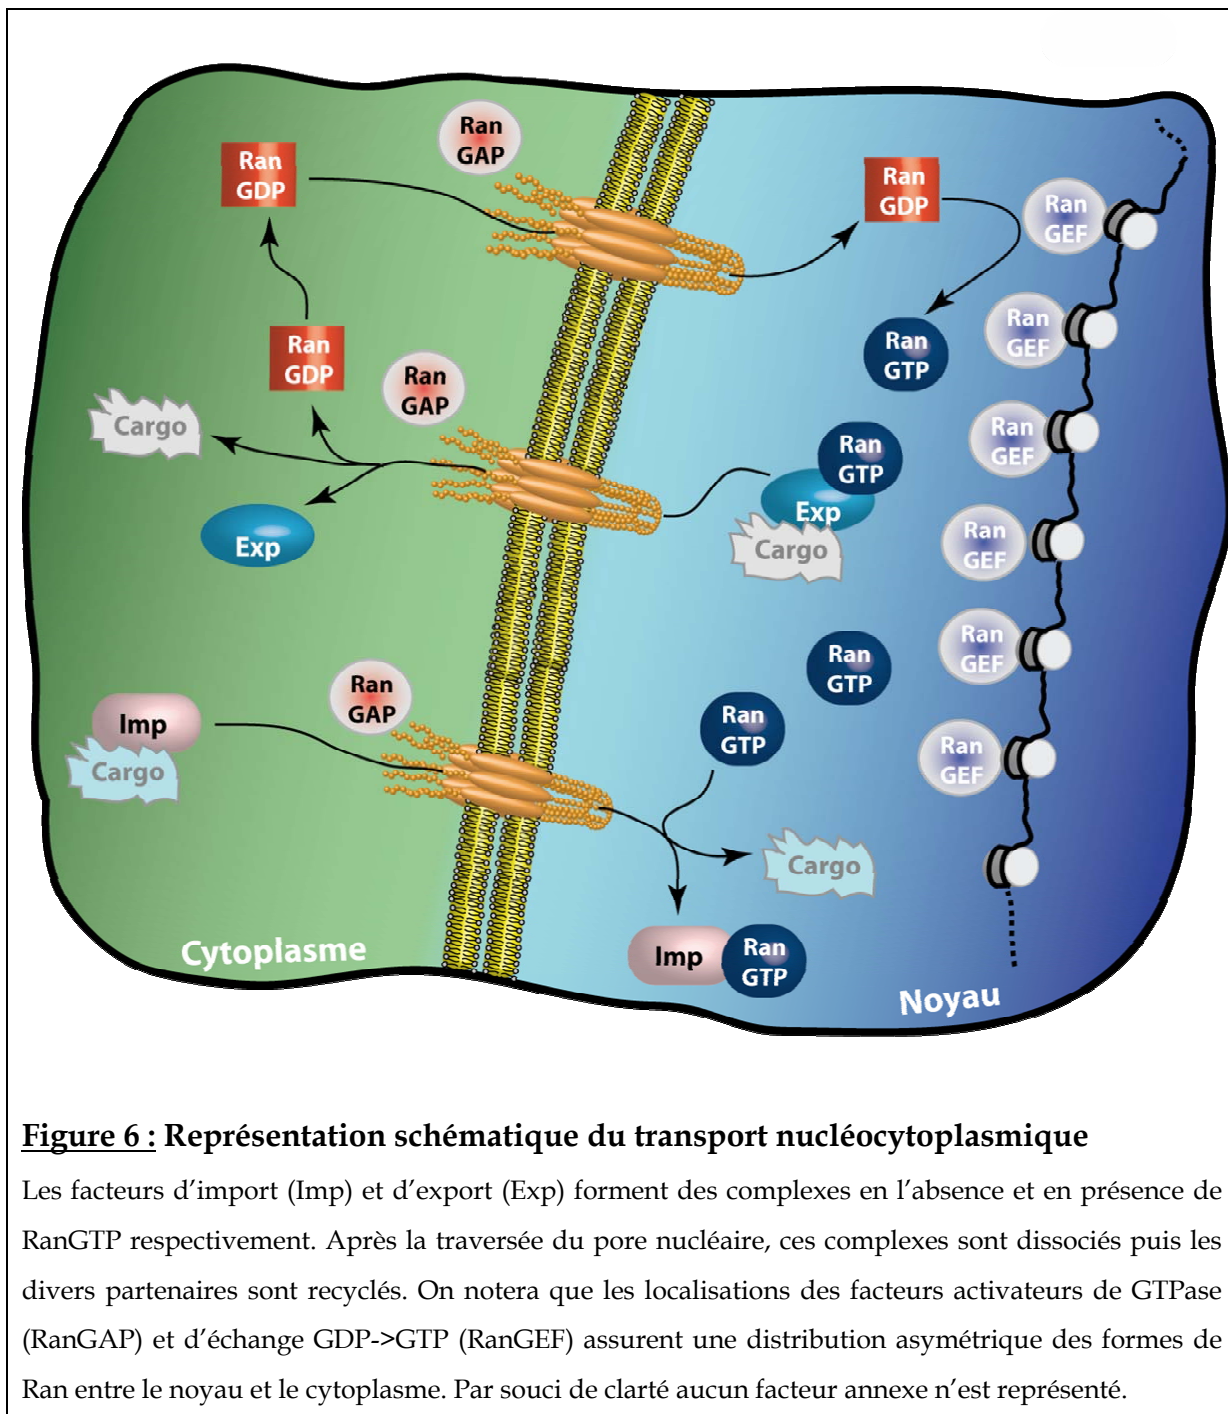 Ran
GAP
Ran
GDP
Ran
GDP
Ran
GEF
Ran
GEF
Ran
GTP
Ran
GDP
Ran
GAP
Cargo
Ran
GEF
Ran
GTP
Exp
Cargo
Exp
Ran
GEF
Ran
GEF
Ran
GTP
Ran
GAP
Imp
Cargo
Ran
GTP
Ran
GEF
Cargo
Cytoplasme
Imp
Ran
GTP
Noyau
Figure 6 : Représentation schématique du transport nucléocytoplasmique
Les facteurs d’import (Imp) et d’export (Exp) forment des complexes en l’absence et en présence de
RanGTP respectivement. Après la traversée du pore nucléaire, ces complexes sont dissociés puis les
divers partenaires sont recyclés. On notera que les localisations des facteurs activateurs de GTPase
(RanGAP) et d’échange GDP->GTP (RanGEF) assurent une distribution asymétrique des formes de
Ran entre le noyau et le cytoplasme. Par souci de clarté aucun facteur annexe n’est représenté.